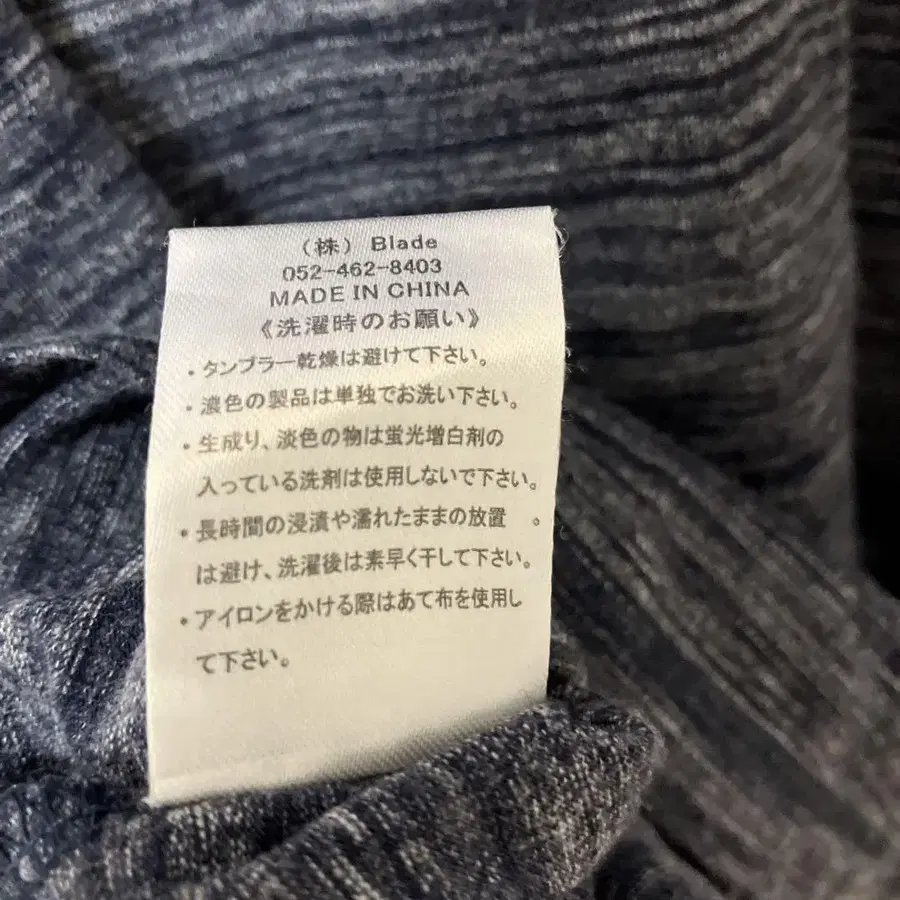 （株）Blade
052-462-8403
MADE IN CHINA
《洗濯時のお願い》
・タンブラー乾燥は避けて下さい。
・濃色の製品は単独でお洗い下さい。
・生成り、淡色の物は蛍光増白剤の
入っている洗剤は使用しないで下さい。
・長時間の浸漬や濡れたままの放置　。
は避け、洗濯後は素早く干して下さい。
・アイロンをかける際はあて布を使用し
て下さい。